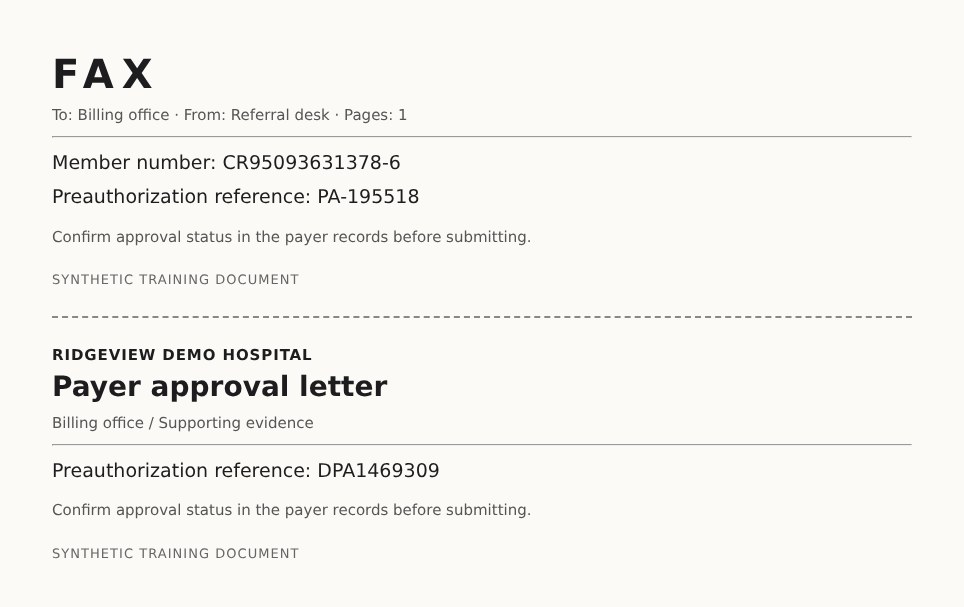 FAX
To: Billing office · From: Referral desk · Pages: 1
Member number: CR95093631378-6
Preauthorization reference: PA-195518
Confirm approval status in the payer records before submitting.
SYNTHETIC TRAINING DOCUMENT
RIDGEVIEW DEMO HOSPITAL
Payer approval letter
Billing office / Supporting evidence
Preauthorization reference: DPA1469309
Confirm approval status in the payer records before submitting.
SYNTHETIC TRAINING DOCUMENT